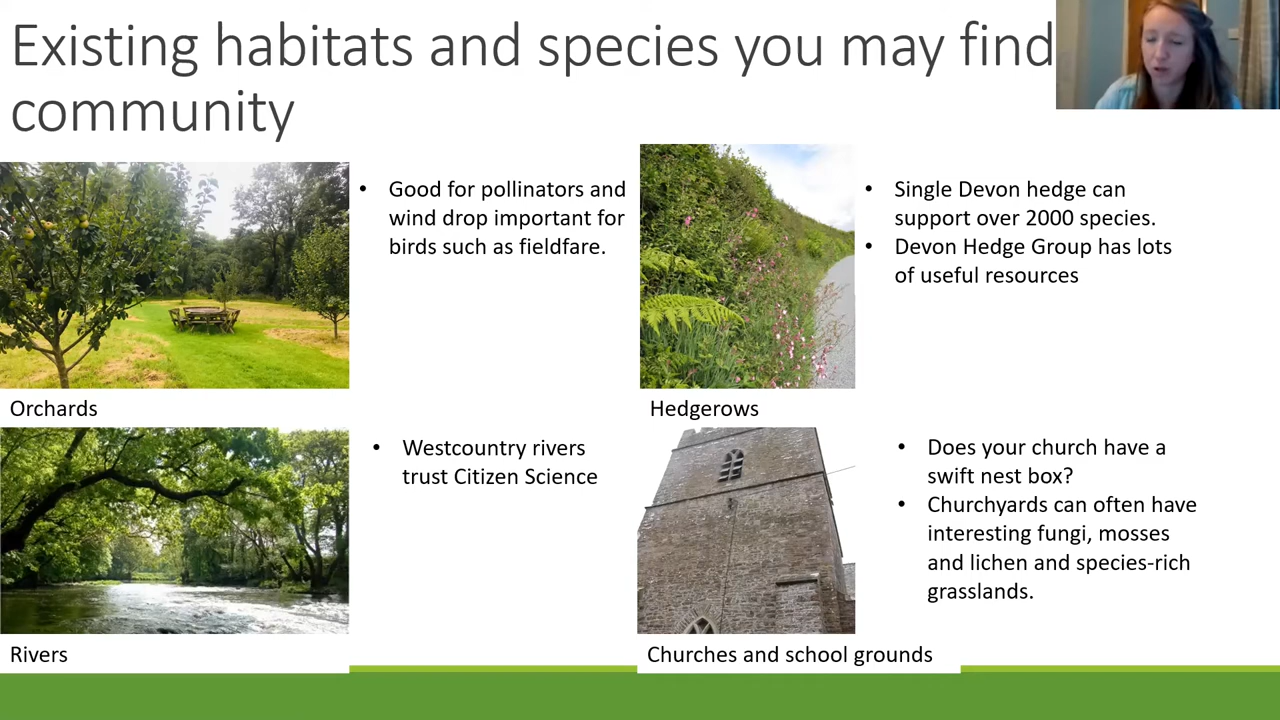 Existing habitats and species you may find
community
• Good for pollinators and
wind drop important for
birds such as fieldfare.
Orchards
• Single Devon hedge can
support over 2000 species.
• Devon Hedge Group has lots
of useful resources
Hedgerows
• Westcountry rivers
trust Citizen Science
Rivers
• Does your church have a
swift nest box?
• Churchyards can often have
interesting fungi, mosses
and lichen and species-rich
grasslands.
Churches and school grounds